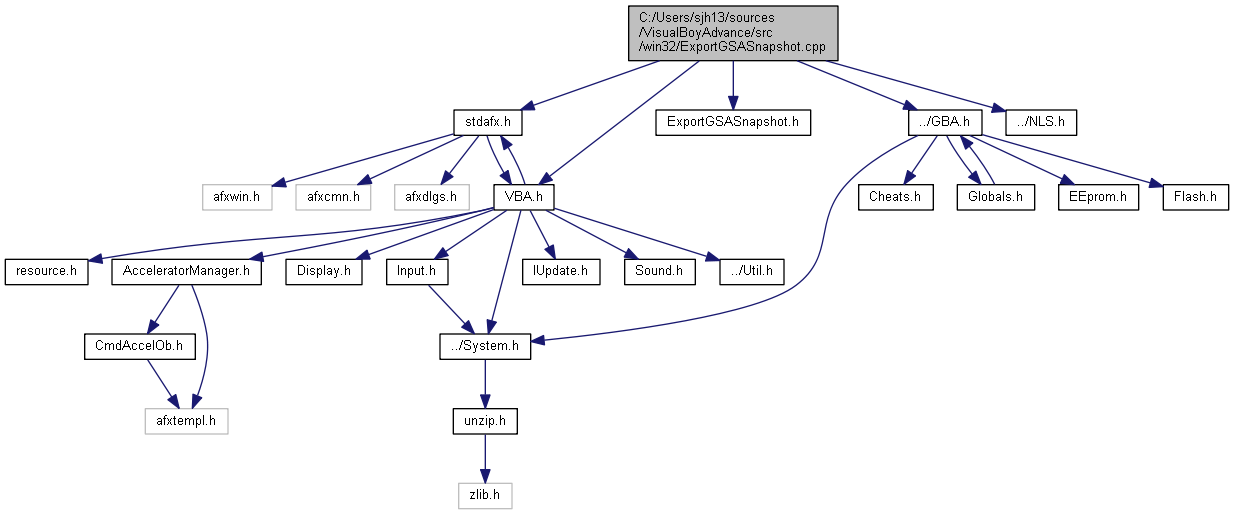 C:/Users/sjh13/sources
/VisualBoyAdvance/src
/win32/ExportGSASnapshot.cpp
stdafx.h
ExportGSASnapshot.h
../GBA.h
../NLS.h
afxwin.h
afxcmn.h
afxdlgs.h
VBA.h
Cheats.h
Globals.h
EEprom.h
Flash.h
resource.h
AcceleratorManager.h
Display.h
Input.h
IUpdate.h
Sound.h
../Util.h
CmdAccelOb.h
../System.h
afxtempl.h
unzip.h
zlib.h